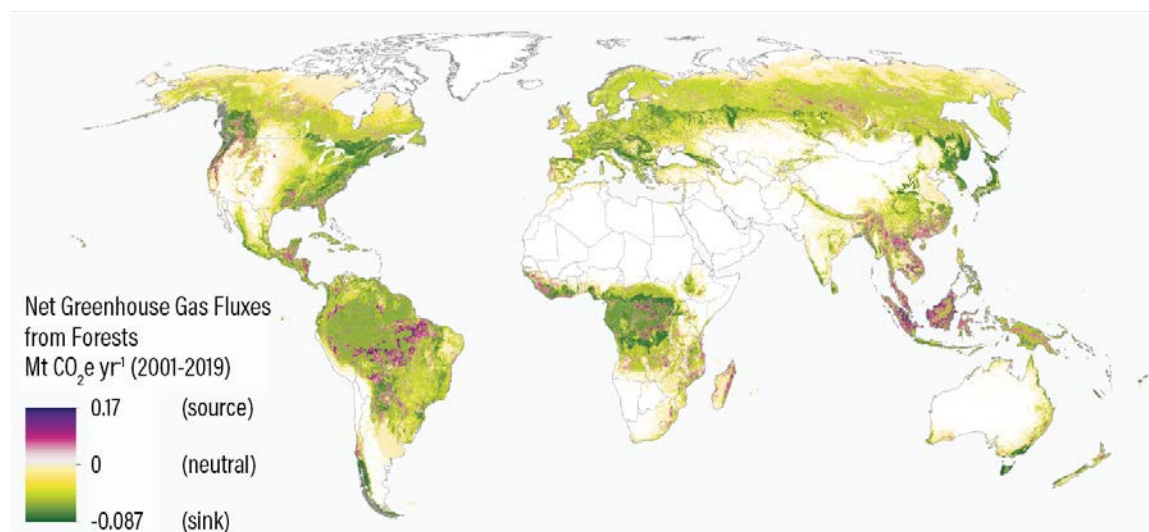 Net Greenhouse Gas Fluxes
from Forests
Mt CO₂e yr⁻¹ (2001-2019)
0.17 (source)
0 (neutral)
-0.087 (sink)